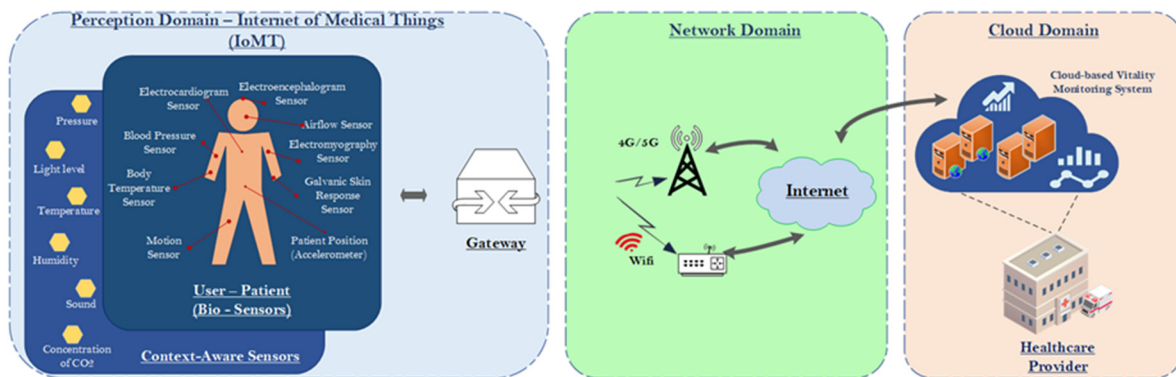 Perception Domain – Internet of Medical Things
(IoMT)
Pressure
Light level
Temperature
Humidity
Sound
Concentration
of CO2
Context-Aware Sensors
Electrocardiogram
Sensor
Electroencephalogram
Sensor
Airflow Sensor
Blood Pressure
Sensor
Electromyography
Sensor
Body
Temperature
Sensor
Galvanic Skin
Response
Sensor
Motion
Sensor
Patient Position
(Accelerometer)
User – Patient
(Bio - Sensors)
Gateway
Network Domain
4G/5G
Internet
Wifi
Cloud Domain
Cloud-based Vitality
Monitoring System
Healthcare
Provider